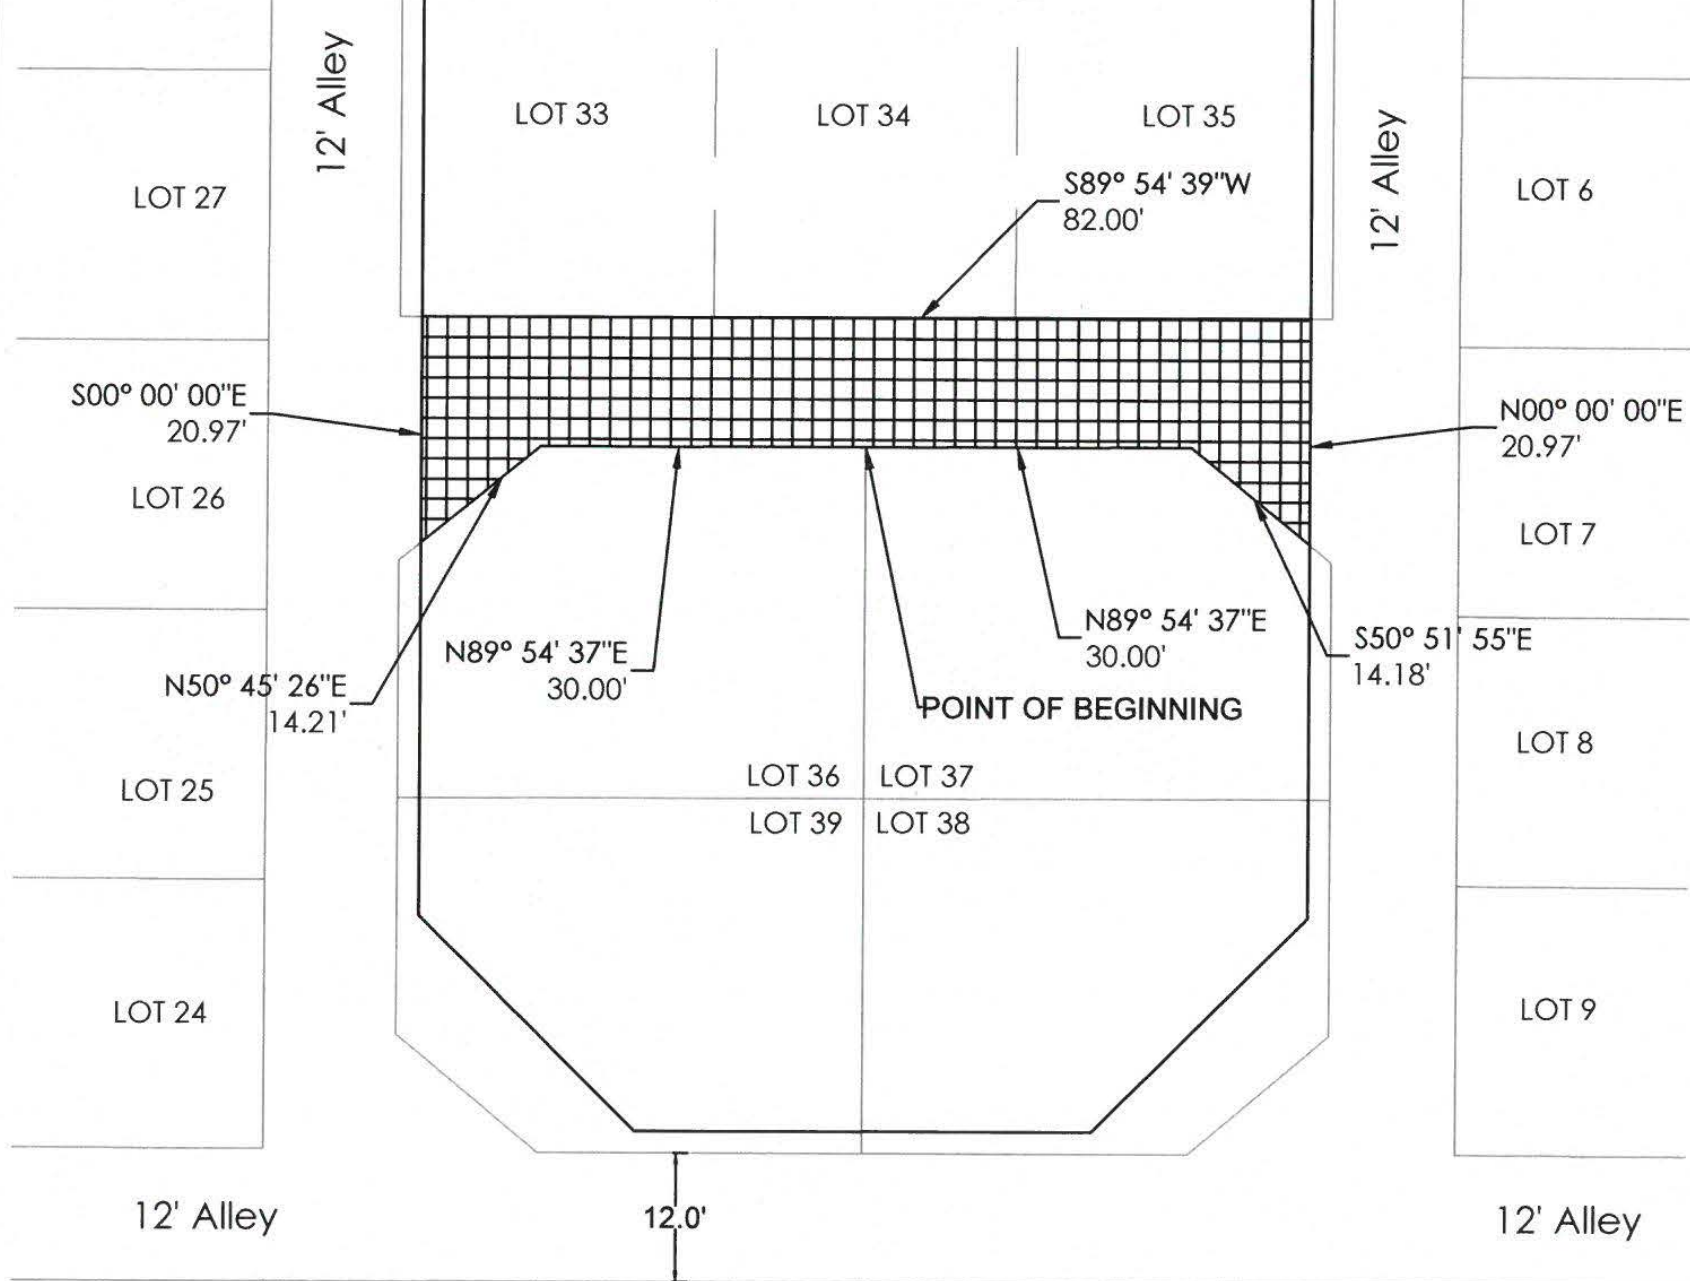 12' Alley
LOT 33
LOT 34
LOT 35
12' Alley
LOT 27
S89° 54' 39"W
82.00'
LOT 6
S00° 00' 00"E
20.97'
N00° 00' 00"E
20.97'
LOT 26
LOT 7
N89° 54' 37"E
30.00'
N89° 54' 37"E
30.00'
S50° 51' 55"E
14.18'
N50° 45' 26"E
14.21'
POINT OF BEGINNING
LOT 8
LOT 25
LOT 36
LOT 37
LOT 39
LOT 38
LOT 24
LOT 9
12' Alley
12.0'
12' Alley